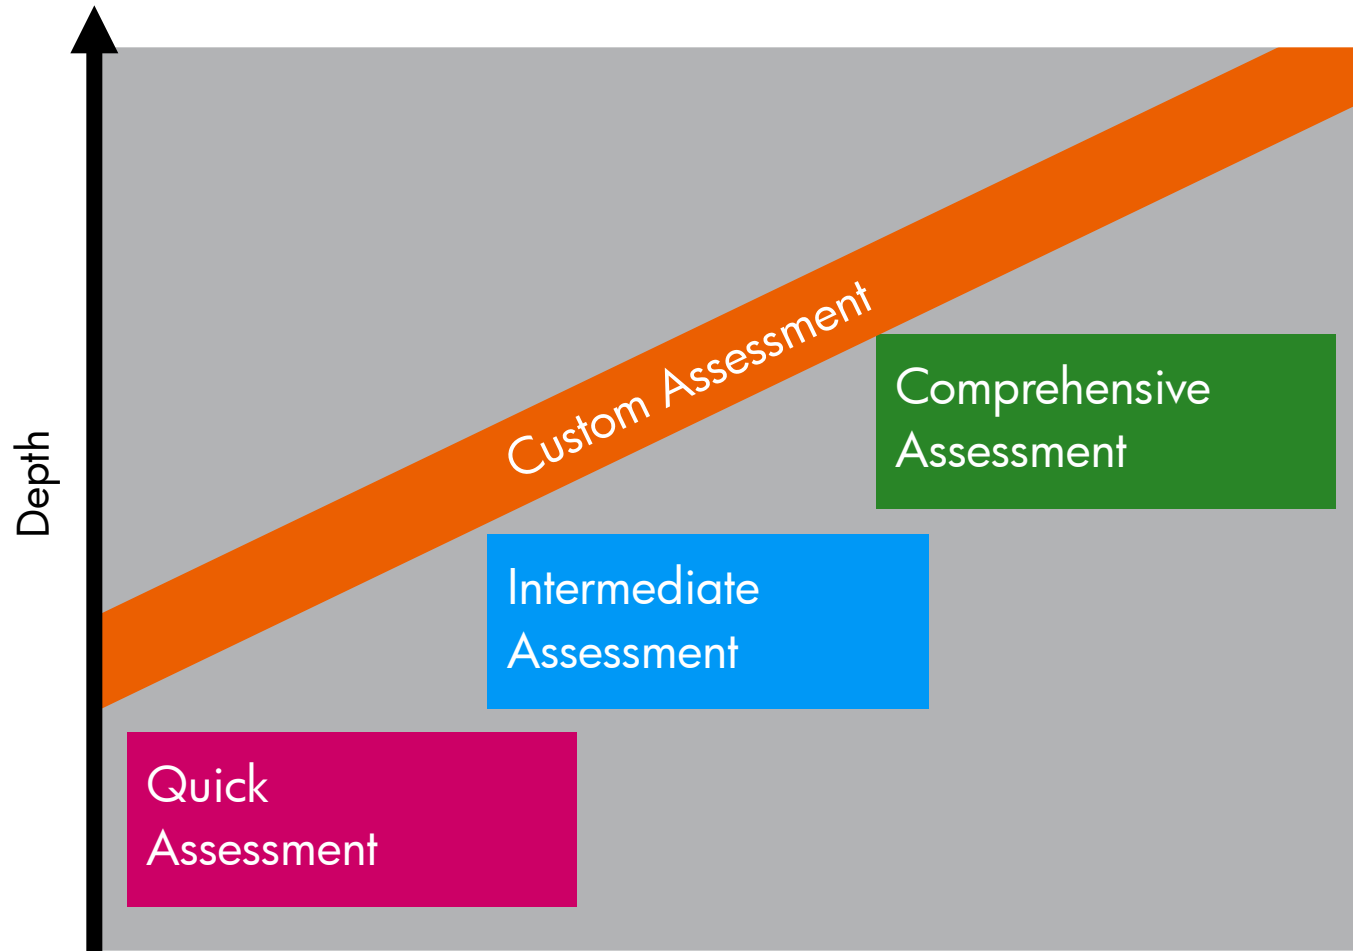 Depth
Custom Assessment
Comprehensive
Assessment
Intermediate
Assessment
Quick
Assessment